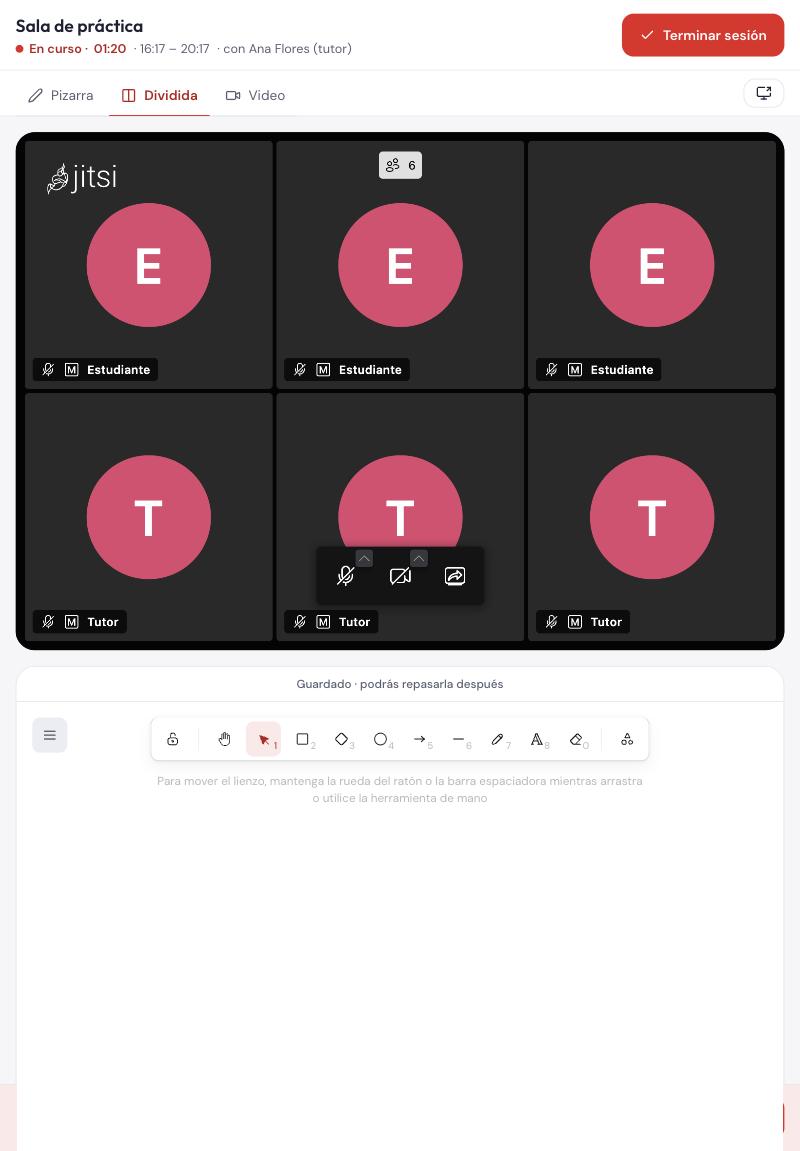 Sala de práctica
En curso · 01:20 · 16:17 – 20:17 · con Ana Flores (tutor)
Terminar sesión
Pizarra
Dividida
Video
jitsi
6
E
E
E
M Estudiante
M Estudiante
M Estudiante
T
T
T
M Tutor
M Tutor
M Tutor
Guardado · podrás repasarla después
1 2 3 4 5 6 7 A 8 0
Para mover el lienzo, mantenga la rueda del ratón o la barra espaciadora mientras arrastra
o utilice la herramienta de mano